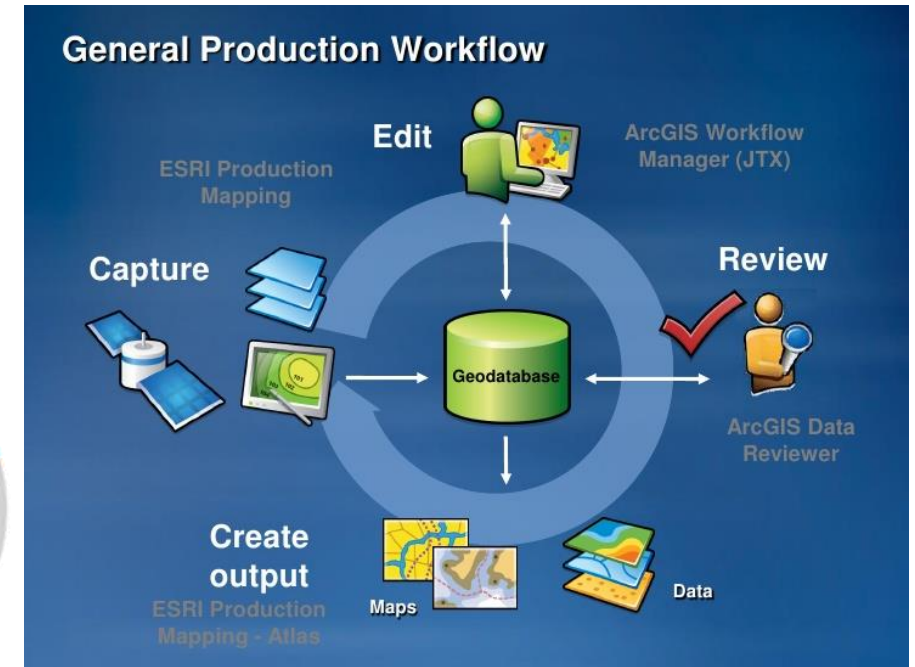 General Production Workflow
Edit
ArcGIS Workflow
Manager (JTX)
ESRI Production
Mapping
Capture
Review
Geodatabase
ArcGIS Data
Reviewer
Create
output
ESRI Production
Mapping - Atlas
Maps
Data